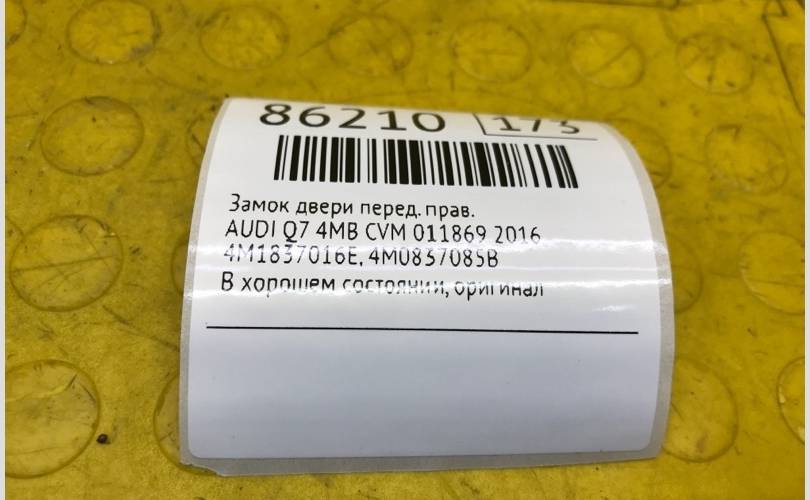 86210 173
Замок двери перед. прав.
AUDI Q7 4MB CVM 011869 2016
4M1837016E, 4M0837085B
В хорошем состоянии, оригинал